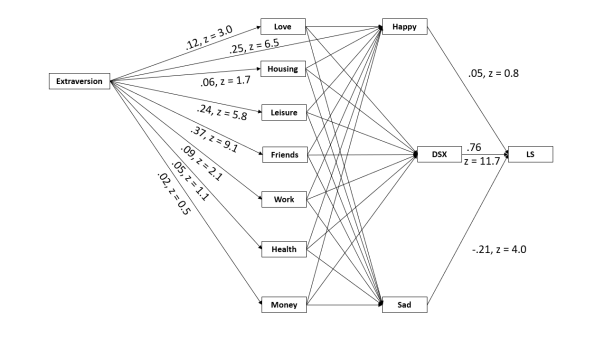 Extraversion
.12, z = 3.0
.25, z = 6.5
.06, z = 1.7
.24, z = 5.8
.37, z = 9.1
.09, z = 2.1
.05, z = 1.1
.02, z = 0.5
Love
Housing
Leisure
Friends
Work
Health
Money
Happy
DSX
Sad
.05, z = 0.8
.76
z = 11.7
-.21, z = 4.0
LS